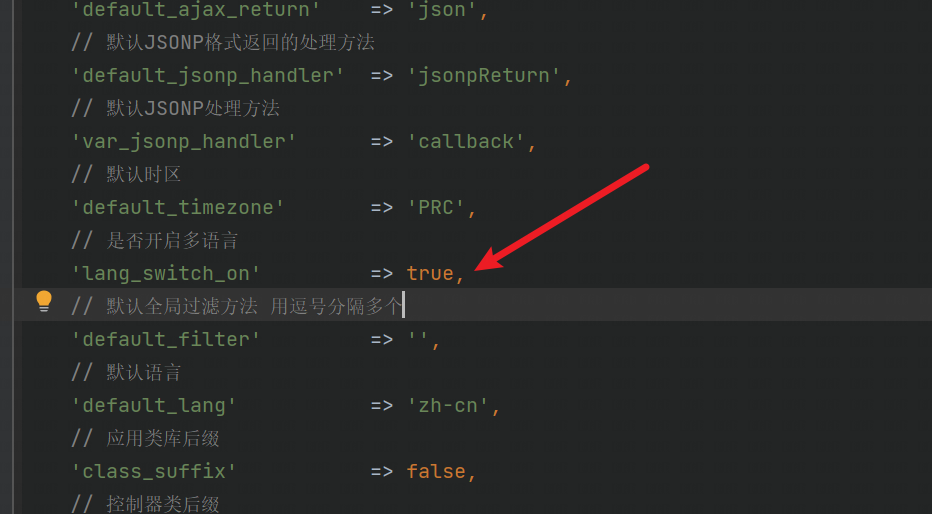 'default_ajax_return'    => 'json',
// 默认JSONP格式返回的处理方法
'default_jsonp_handler'  => 'jsonpReturn',
// 默认JSONP处理方法
'var_jsonp_handler'      => 'callback',
// 默认时区
'default_timezone'       => 'PRC',
// 是否开启多语言
'lang_switch_on'         => true,
// 默认全局过滤方法 用逗号分隔多个
'default_filter'         => '',
// 默认语言
'default_lang'           => 'zh-cn',
// 应用类库后缀
'class_suffix'           => false,
// 控制器类后缀